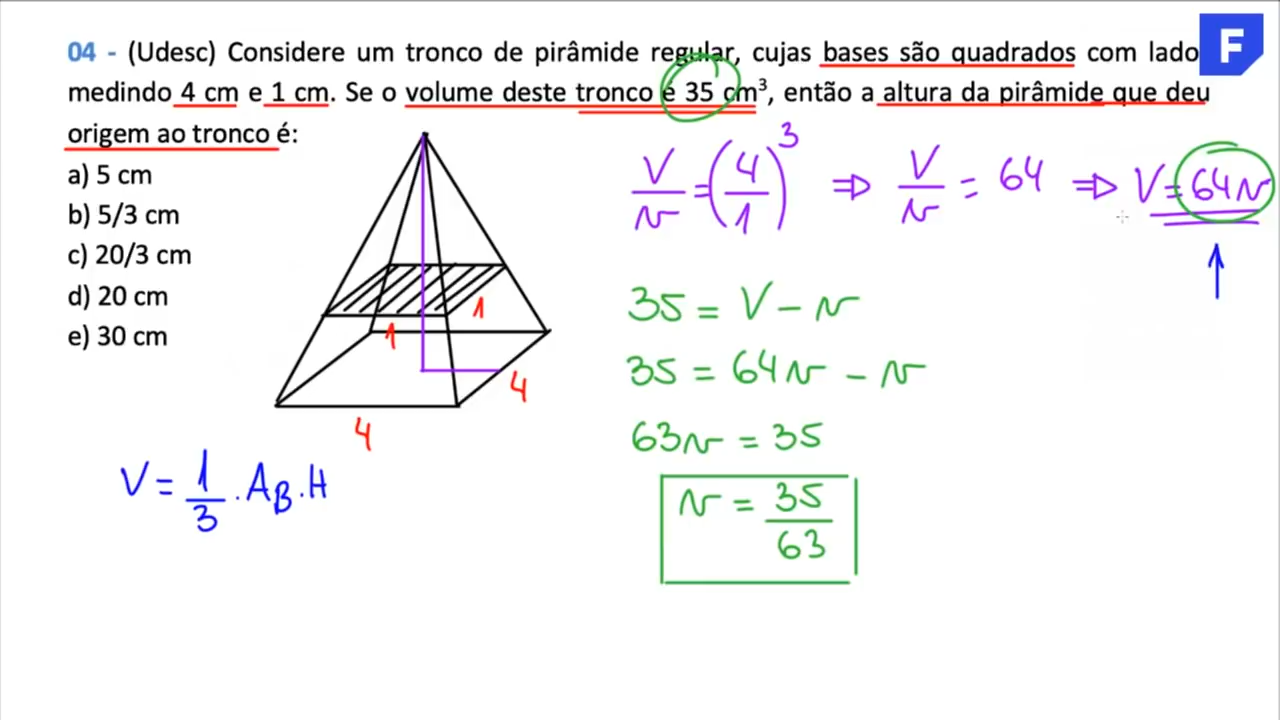 04 - (Udesc) Considere um tronco de pirâmide regular, cujas bases são quadrados com lado
medindo 4 cm e 1 cm. Se o volume deste tronco é 35 cm³, então a altura da pirâmide que deu
origem ao tronco é:
a) 5 cm
b) 5/3 cm
c) 20/3 cm
d) 20 cm
e) 30 cm
F
V/v = (4/1)³ ⇒ V/v = 64 ⇒ V = 64v
35 = V - v
35 = 64v - v
63v = 35
v = 35/63
1
1
4
4
V = 1/3 . A_B . H